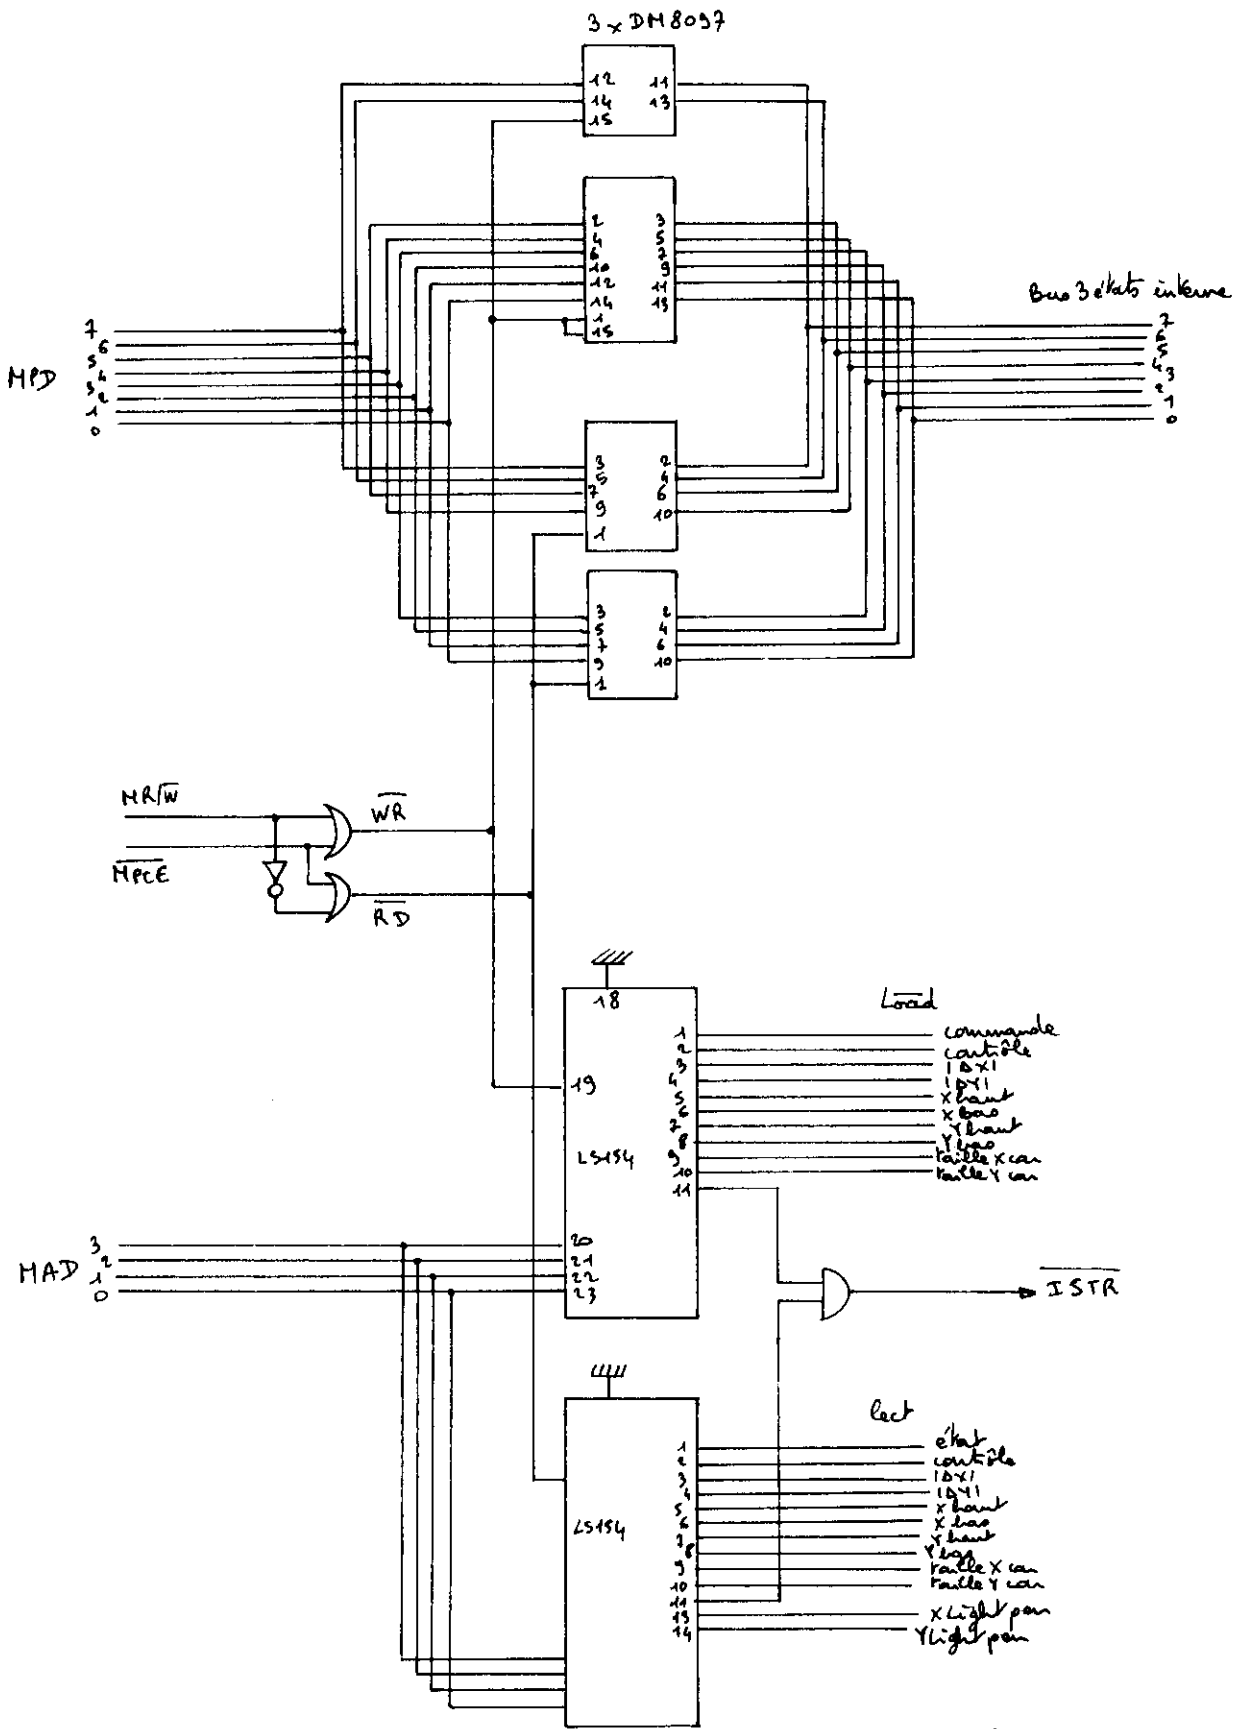 3 x DM8097
12 11
14 13
15
2 3
4 5
6 7
10 9
12 11
14 13
1
15
Bus 3 états interne
MPD
7
6
5
4
3
2
1
0
7
6
5
4
3
2
1
0
3 2
5 4
7 6
9 10
1
3 2
5 4
7 6
9 10
1
MR/W
WR
MPCE
RD
18
Load
1 commande
2 contrôle
3 |ΔX|
4 |ΔY|
5 X haut
6 X bas
7 Y haut
8 Y bas
9 taille X car
10 taille Y car
11
19
LS154
MAD
3
2
1
0
20
21
22
23
ISTR
lect
1 état
2 contrôle
3 |ΔX|
4 |ΔY|
5 X haut
6 X bas
7 Y haut
8 Y bas
9 taille X car
10 taille Y car
11
13 X Light pen
14 Y Light pen
LS154